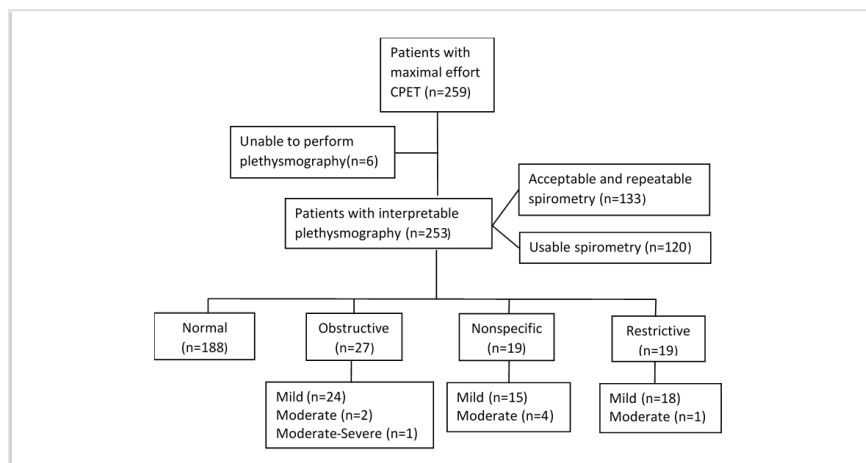 Patients with
maximal effort
CPET (n=259)
Unable to perform
plethysmography(n=6)
Acceptable and repeatable
spirometry (n=133)
Patients with interpretable
plethysmography (n=253)
Usable spirometry (n=120)
Normal
(n=188)
Obstructive
(n=27)
Nonspecific
(n=19)
Restrictive
(n=19)
Mild (n=24)
Moderate (n=2)
Moderate-Severe (n=1)
Mild (n=15)
Moderate (n=4)
Mild (n=18)
Moderate (n=1)